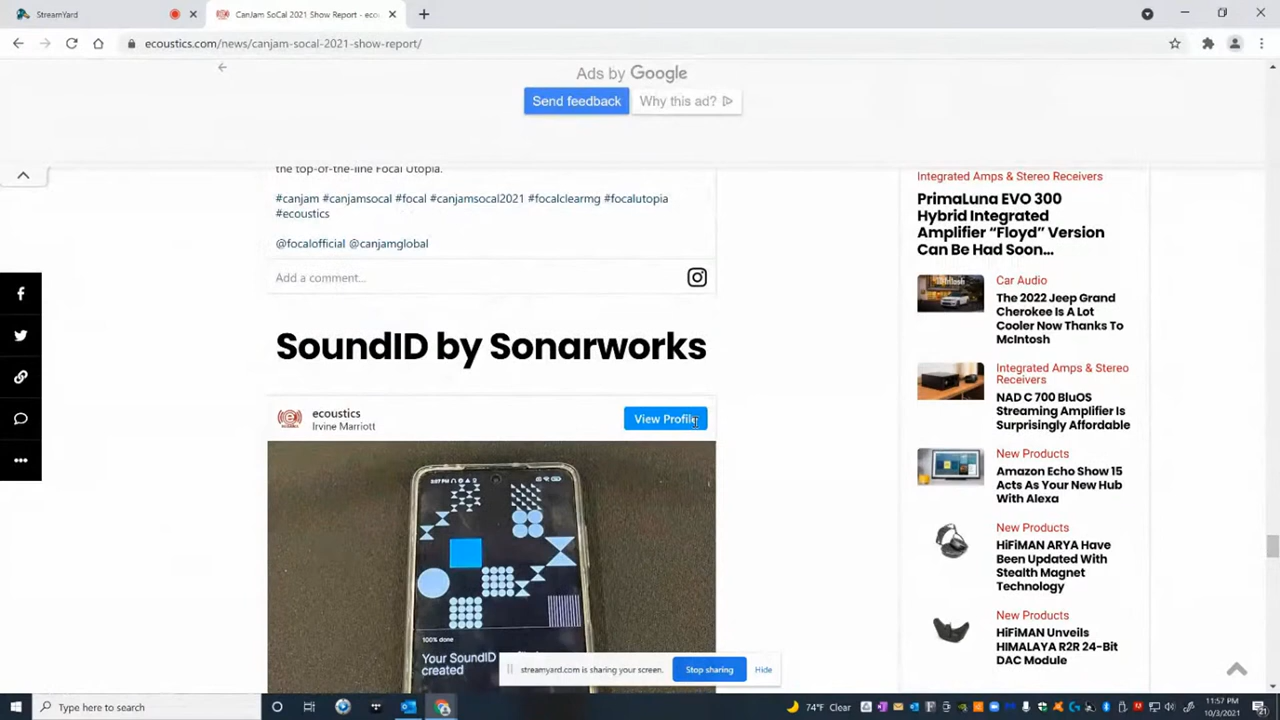 StreamYard
CanJam SoCal 2021 Show Report - eco
ecoustics.com/news/canjam-socal-2021-show-report/
Ads by Google
Send feedback
Why this ad?
the top-of-the-line Focal Utopia.
#canjam #canjamsocal #focal #canjamsocal2021 #focalclearmg #focalutopia
#ecoustics
@focalofficial @canjamglobal
Add a comment...
SoundID by Sonarworks
ecoustics
Irvine Marriott
View Profile
3:07 PM
100% done
Your SoundID
created
Integrated Amps & Stereo Receivers
PrimaLuna EVO 300
Hybrid Integrated
Amplifier “Floyd” Version
Can Be Had Soon...
Car Audio
The 2022 Jeep Grand
Cherokee Is A Lot
Cooler Now Thanks To
McIntosh
Integrated Amps & Stereo
Receivers
NAD C 700 BluOS
Streaming Amplifier Is
Surprisingly Affordable
New Products
Amazon Echo Show 15
Acts As Your New Hub
With Alexa
New Products
HiFiMAN ARYA Have
Been Updated With
Stealth Magnet
Technology
New Products
HiFiMAN Unveils
HIMALAYA R2R 24-Bit
DAC Module
streamyard.com is sharing your screen.
Stop sharing
Hide
Type here to search
74°F Clear
11:57 PM
10/3/2021